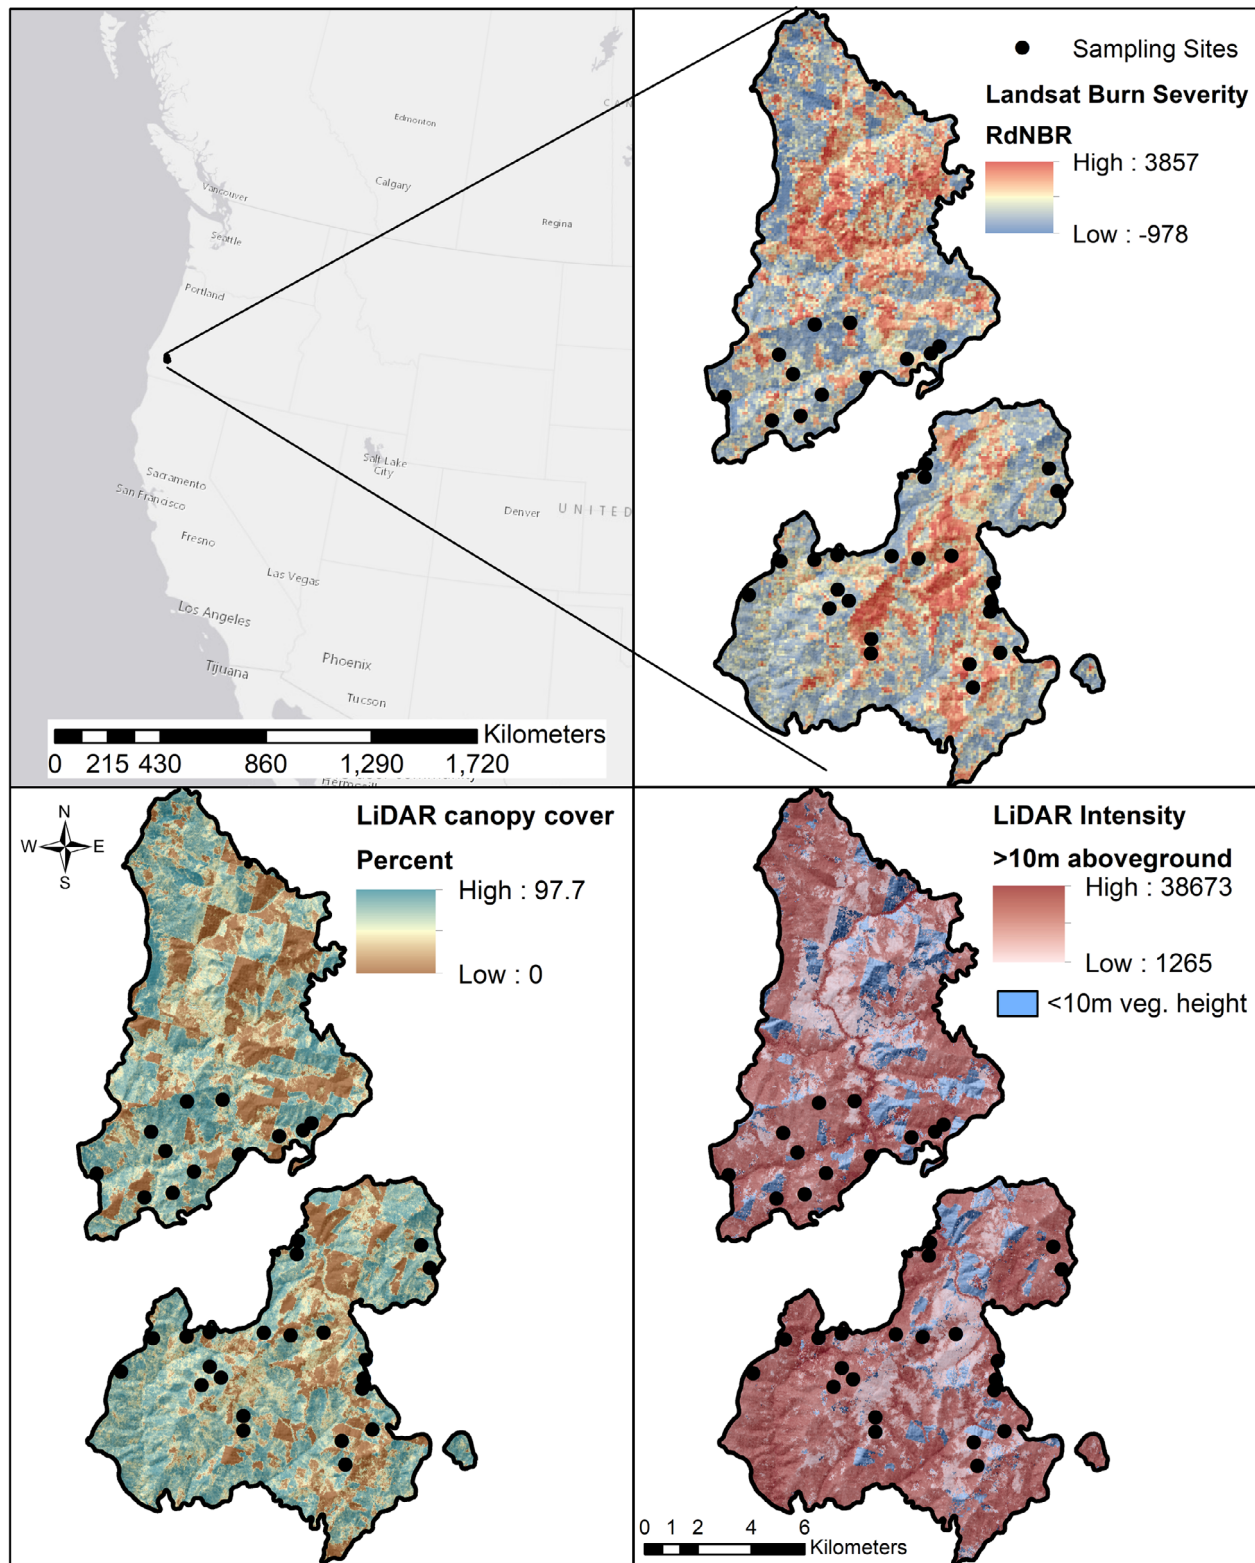 Edmonton
C A N
Calgary
Vancouver
Regina
Seattle
Portland
Salt Lake
City
Sacramento
San Francisco
Denver
UNITED
Fresno
Las Vegas
Los Angeles
Phoenix
Tijuana
Tucson
Kilometers
0 215 430 860 1,290 1,720
Sampling Sites
Landsat Burn Severity
RdNBR
High : 3857
Low : -978
N
W E
S
LiDAR canopy cover
Percent
High : 97.7
Low : 0
LiDAR Intensity
>10m aboveground
High : 38673
Low : 1265
<10m veg. height
0 1 2 4 6
Kilometers